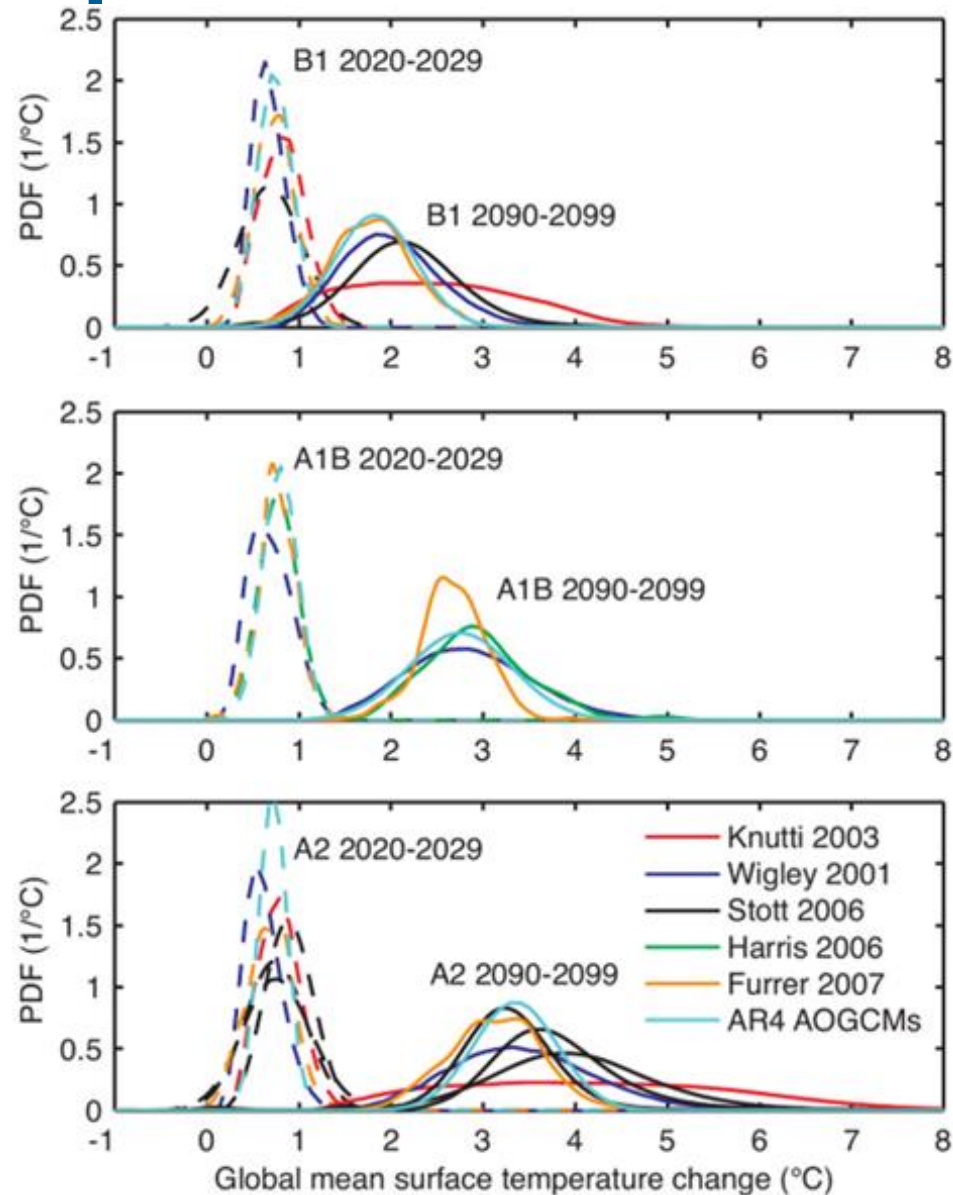 2.5
2
1.5
1
0.5
0
PDF (1/°C)
B1 2020-2029
B1 2090-2099
-1 0 1 2 3 4 5 6 7 8
2.5
2
1.5
1
0.5
0
PDF (1/°C)
A1B 2020-2029
A1B 2090-2099
-1 0 1 2 3 4 5 6 7 8
2.5
2
1.5
1
0.5
0
PDF (1/°C)
A2 2020-2029
A2 2090-2099
Knutti 2003
Wigley 2001
Stott 2006
Harris 2006
Furrer 2007
AR4 AOGCMs
-1 0 1 2 3 4 5 6 7 8
Global mean surface temperature change (°C)